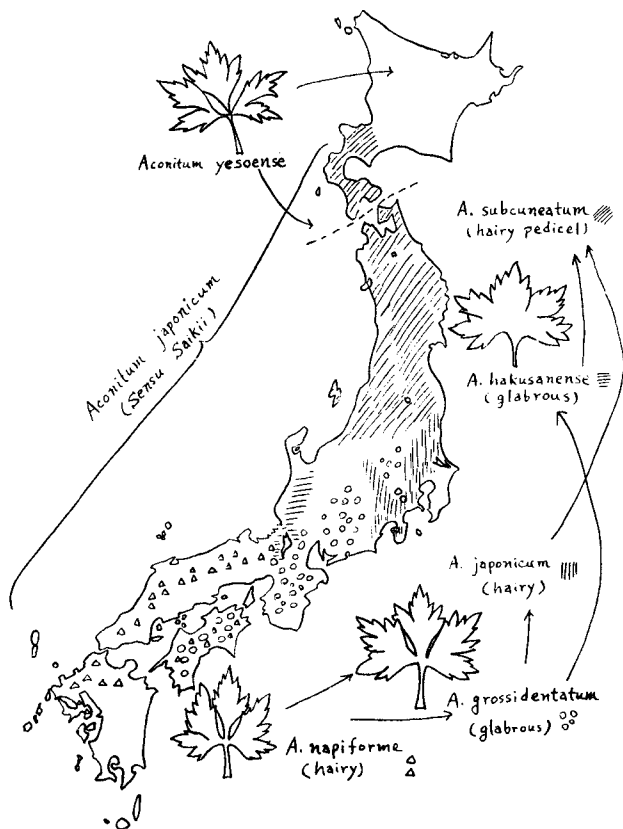 Aconitum yesoense
A. subcuneatum
(hairy pedicel)
Aconitum japonicum
(Sensu Saikii)
A. hakusanense
(glabrous)
A. japonicum
(hairy)
A. grossidentatum
(glabrous)
A. napiforme
(hairy)